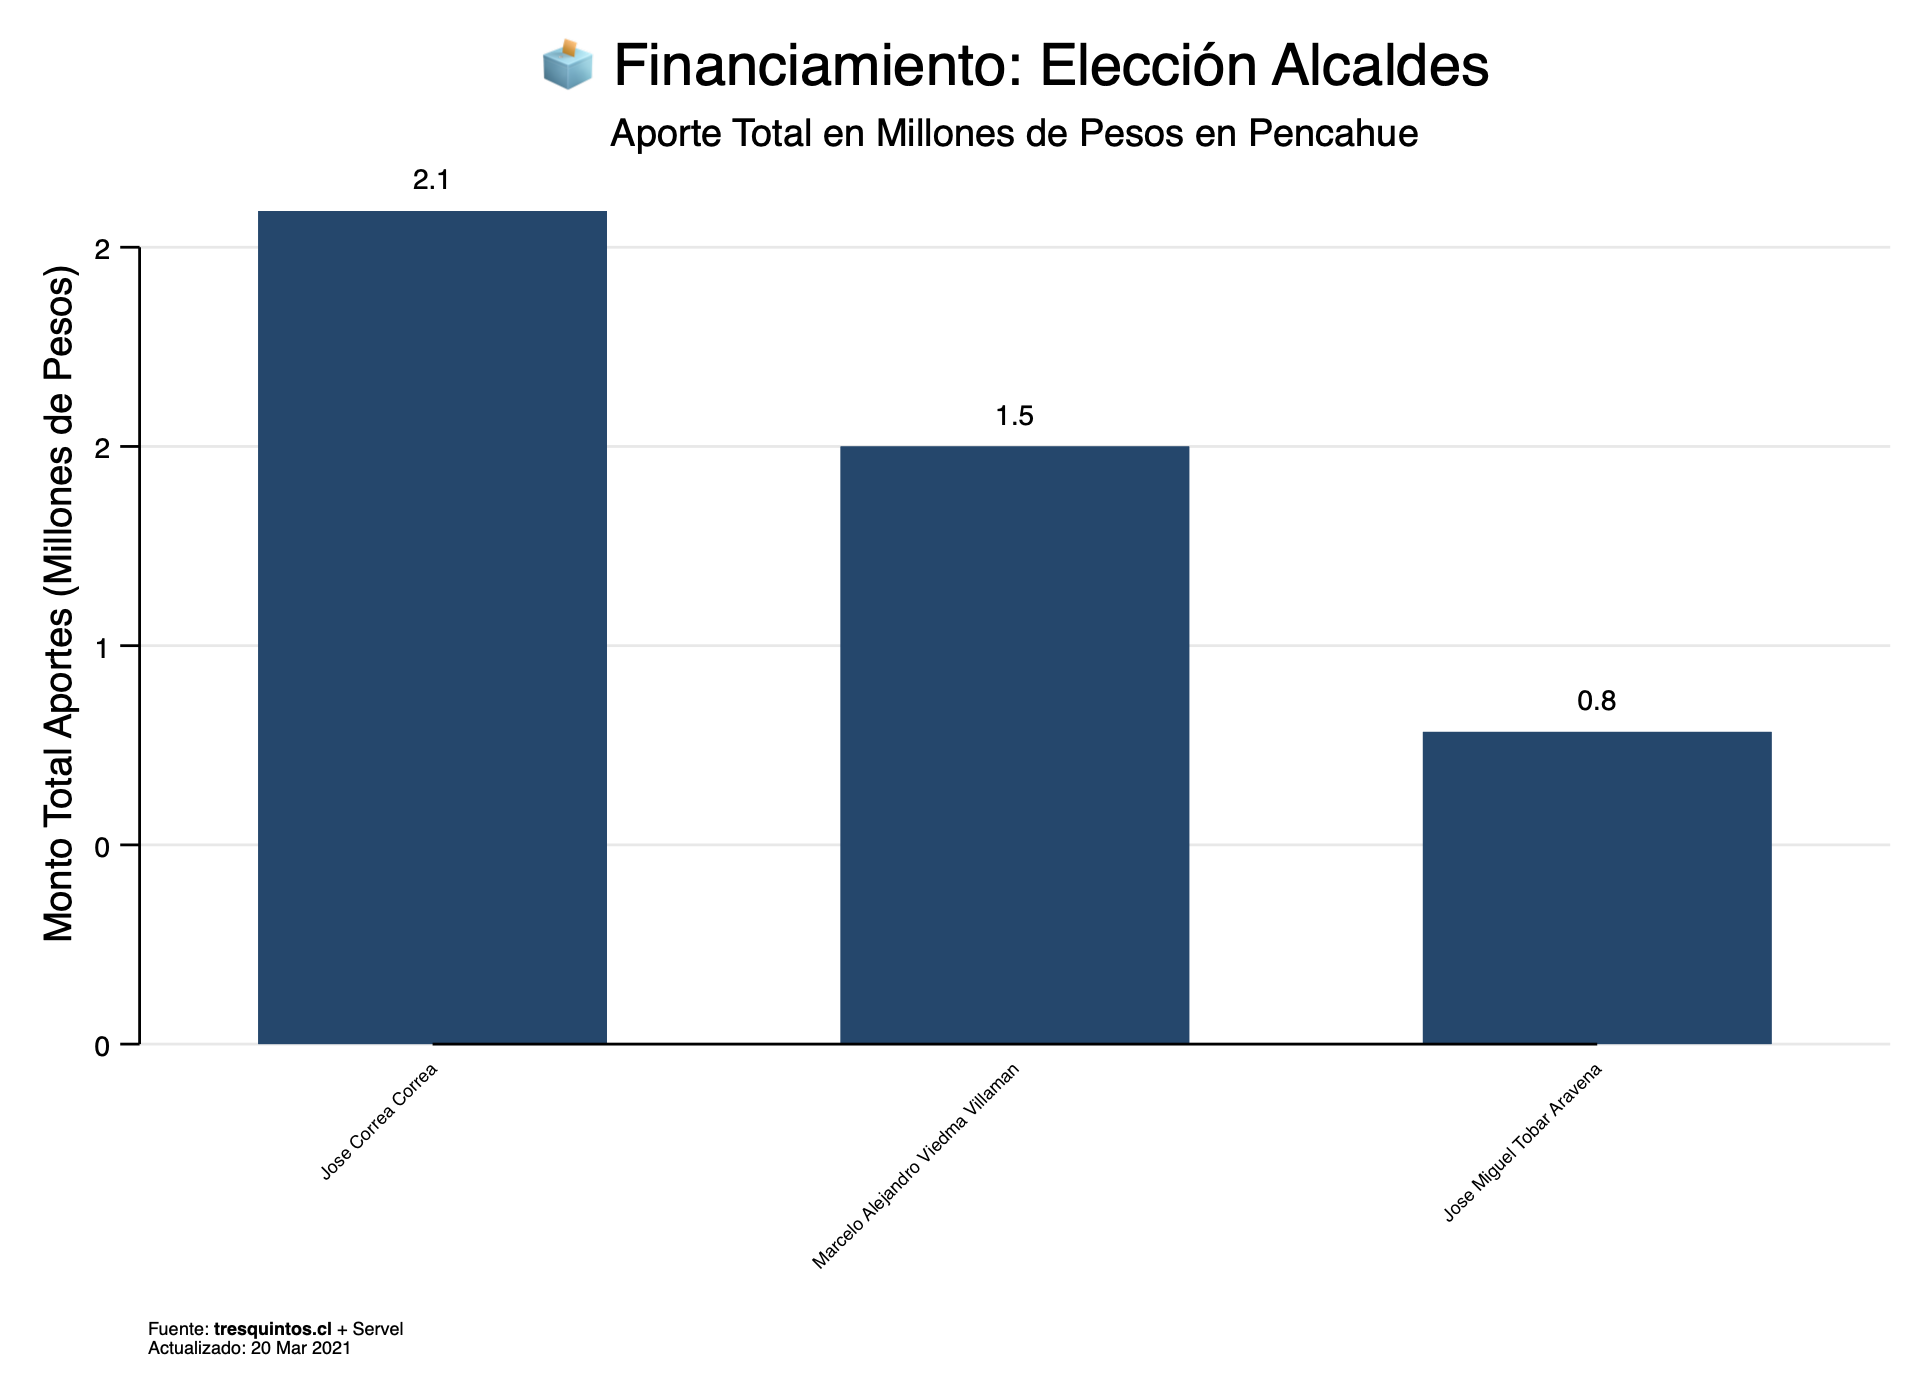 Financiamiento: Elección Alcaldes
Aporte Total en Millones de Pesos en Pencahue
Monto Total Aportes (Millones de Pesos)
2
2
1
0
0
2.1
1.5
0.8
Jose Correa Correa
Marcelo Alejandro Viedma Villaman
Jose Miguel Tobar Aravena
Fuente: tresquintos.cl + Servel
Actualizado: 20 Mar 2021